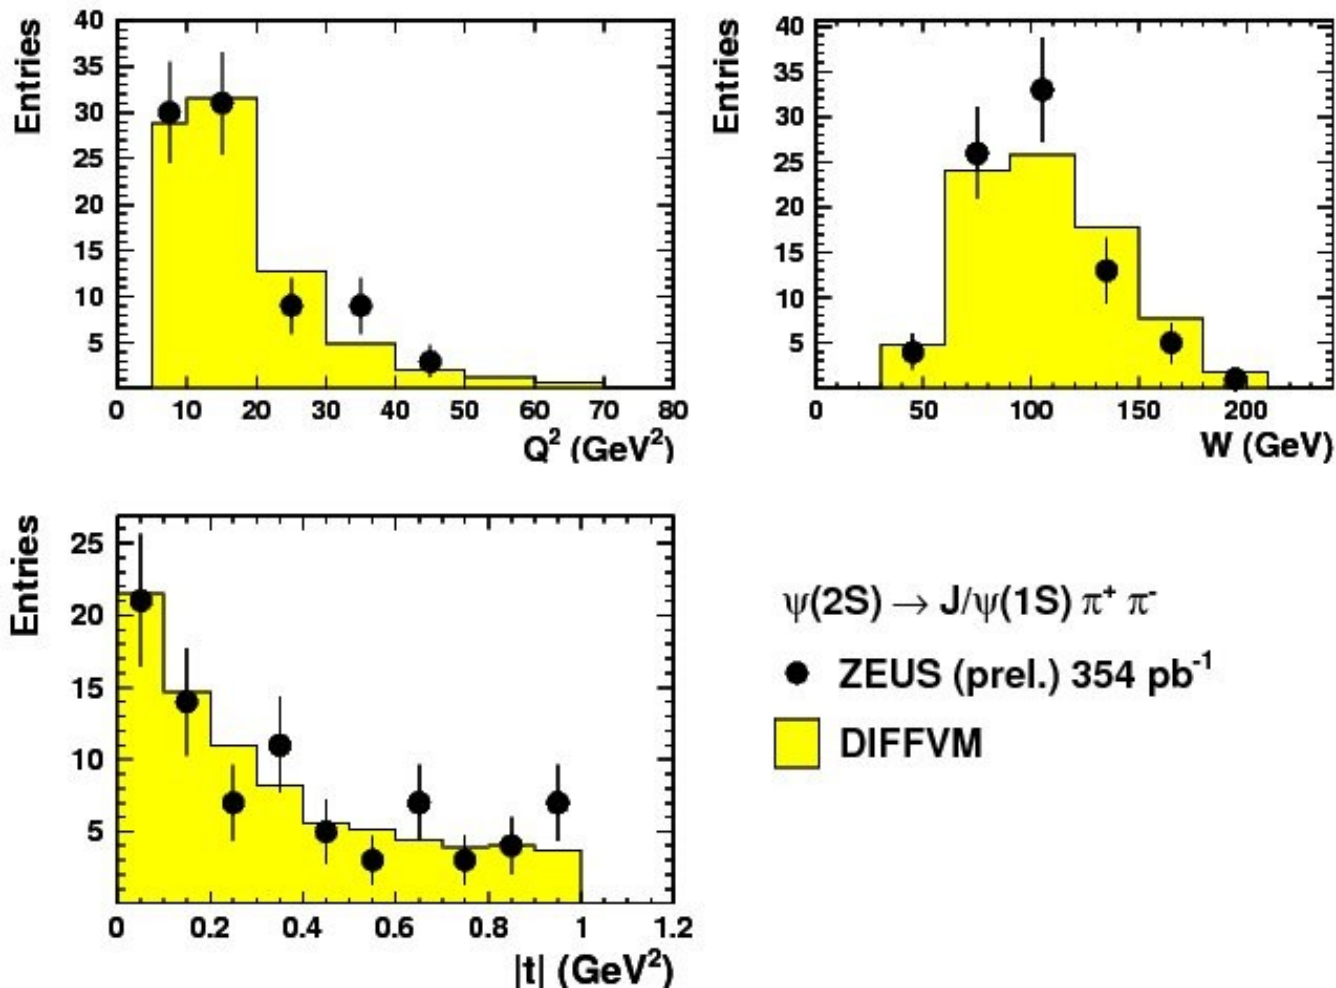 Entries
40
35
30
25
20
15
10
5
0 10 20 30 40 50 60 70 80
Q² (GeV²)
Entries
40
35
30
25
20
15
10
5
0 50 100 150 200
W (GeV)
Entries
25
20
15
10
5
0 0.2 0.4 0.6 0.8 1 1.2
|t| (GeV²)
ψ(2S) → J/ψ(1S) π⁺ π⁻
ZEUS (prel.) 354 pb⁻¹
DIFFVM